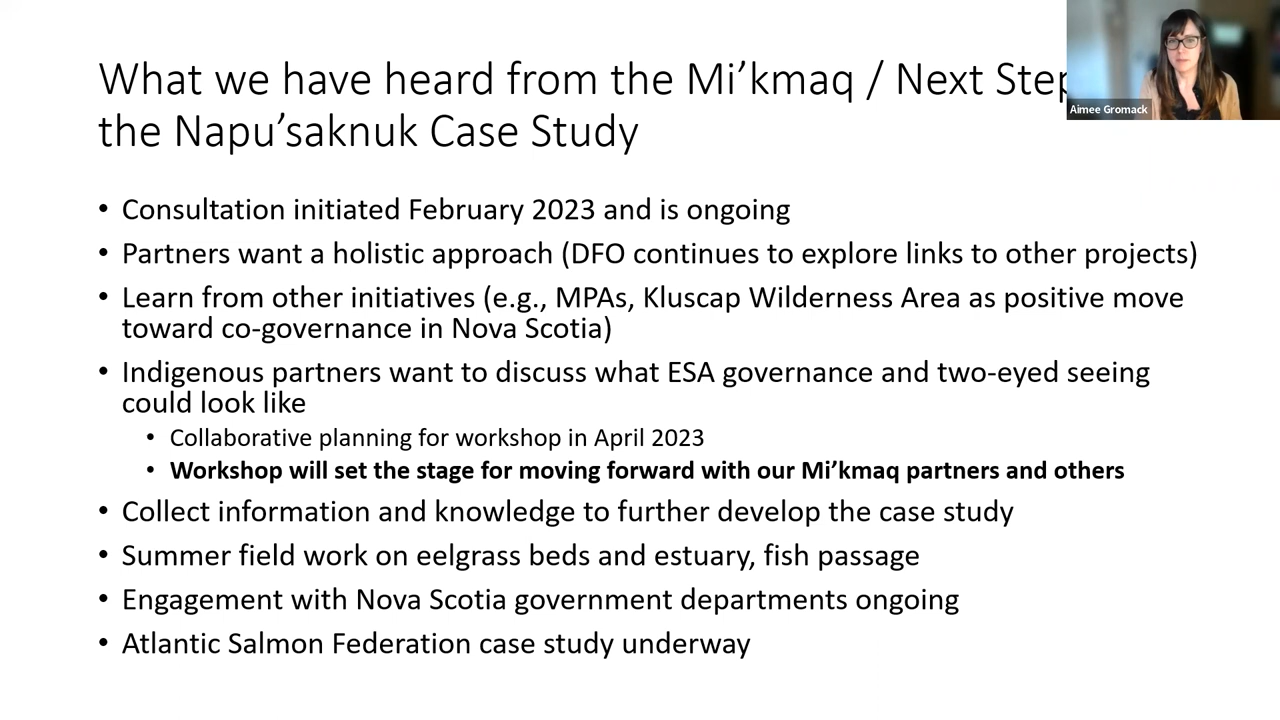 What we have heard from the Mi’kmaq / Next
the Napu’saknuk Case Study
Aimee Gromack
• Consultation initiated February 2023 and is ongoing
• Partners want a holistic approach (DFO continues to explore links to other projects)
• Learn from other initiatives (e.g., MPAs, Kluscap Wilderness Area as positive move
toward co-governance in Nova Scotia)
• Indigenous partners want to discuss what ESA governance and two-eyed seeing
could look like
• Collaborative planning for workshop in April 2023
• Workshop will set the stage for moving forward with our Mi’kmaq partners and others
• Collect information and knowledge to further develop the case study
• Summer field work on eelgrass beds and estuary, fish passage
• Engagement with Nova Scotia government departments ongoing
• Atlantic Salmon Federation case study underway